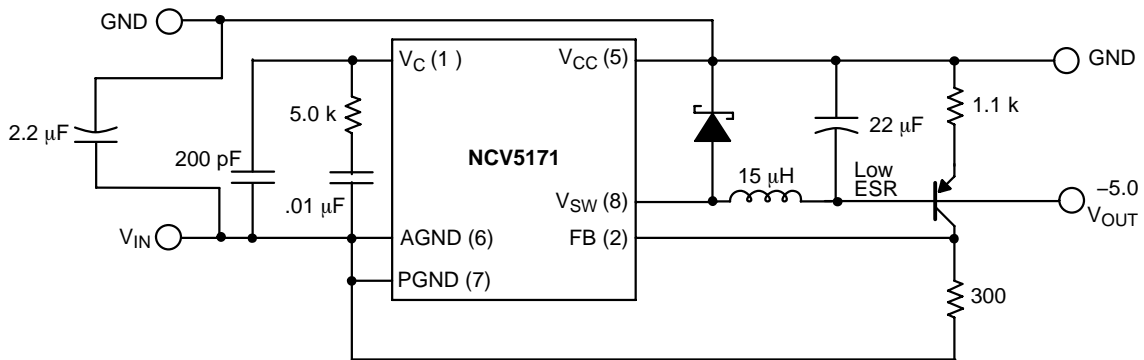 GND
V_C (1 )
V_CC (5)
GND
5.0 k
1.1 k
2.2 μF
22 μF
NCV5171
200 pF
15 μH
Low
ESR
.01 μF
–5.0
V_SW (8)
V_OUT
V_IN
AGND (6)
FB (2)
PGND (7)
300